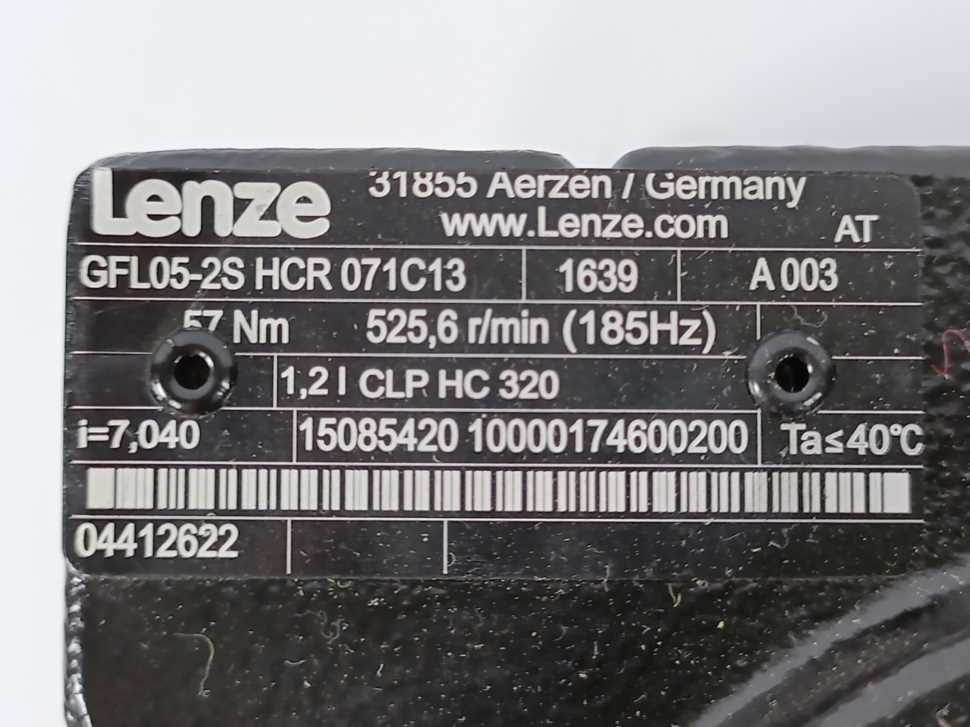 Lenze 31855 Aerzen / Germany
www.Lenze.com AT
GFL05-2S HCR 071C13 1639 A 003
57 Nm 525,6 r/min (185Hz)
1,2 l CLP HC 320
i=7,040 15085420 10000174600200 Ta≤40°C
04412622